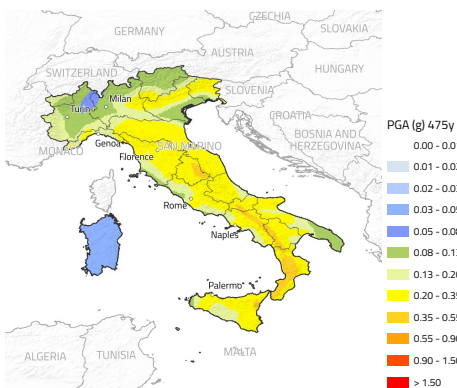 CZECHIA
GERMANY
SLOVAKIA
AUSTRIA
HUNGARY
SWITZERLAND
SLOVENIA
Milan
Turin
CROATIA
BOSNIA AND
HERZEGOVINA
MONACO
Genoa
SAN MARINO
Florence
Rome
Naples
Palermo
ALGERIA
TUNISIA
MALTA
PGA (g) 475y
0.00 - 0.0
0.01 - 0.0
0.02 - 0.0
0.03 - 0.0
0.05 - 0.0
0.08 - 0.1
0.13 - 0.2
0.20 - 0.3
0.35 - 0.5
0.55 - 0.9
0.90 - 1.5
> 1.50